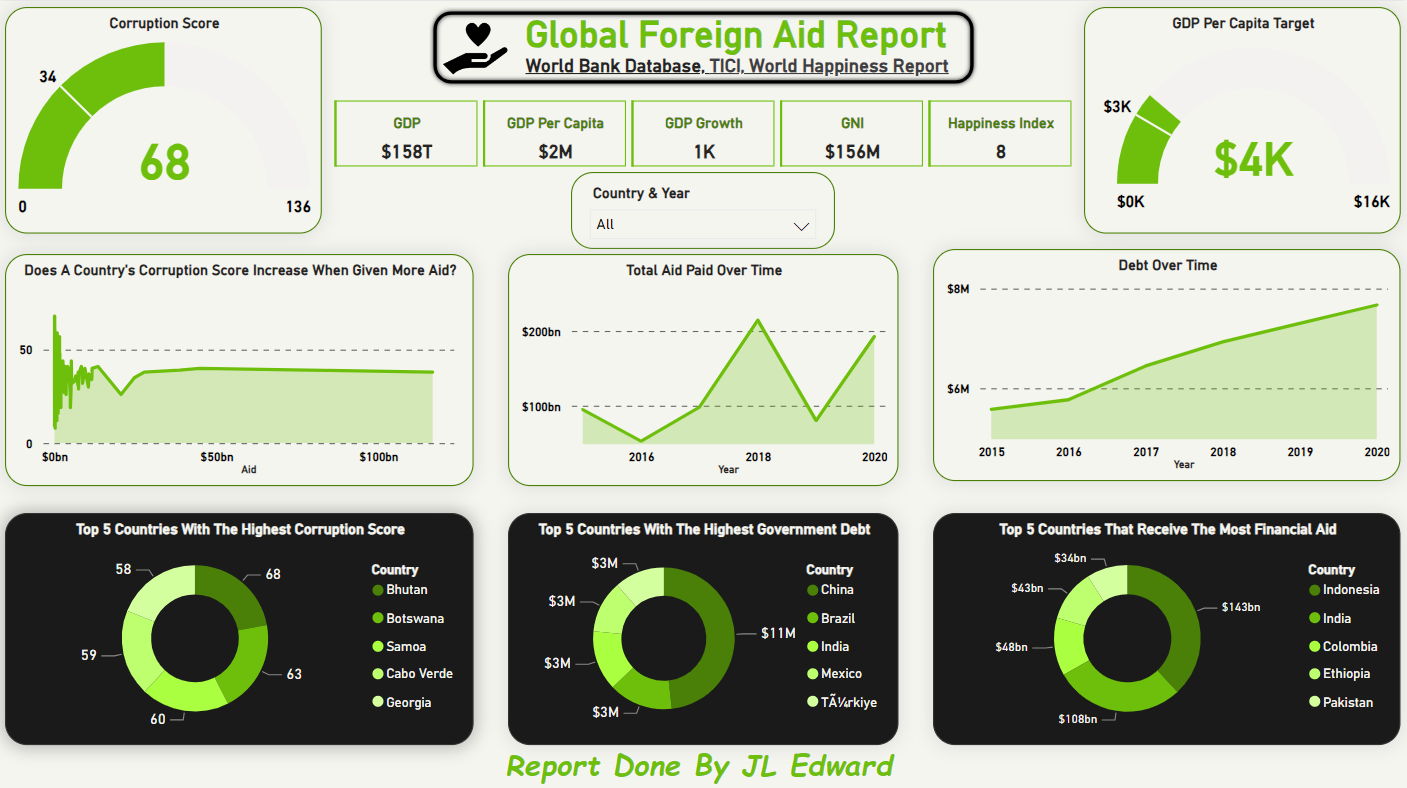 Corruption Score
34
68
0
136
Global Foreign Aid Report
World Bank Database, TICI, World Happiness Report
GDP Per Capita Target
$3K
$4K
$0K
$16K
GDP
$158T
GDP Per Capita
$2M
GDP Growth
1K
GNI
$156M
Happiness Index
8
Country & Year
All
Does A Country's Corruption Score Increase When Given More Aid?
50
0
$0bn
$50bn
$100bn
Aid
Total Aid Paid Over Time
$200bn
$100bn
2016
2018
2020
Year
Debt Over Time
$8M
$6M
2015
2016
2017
2018
2019
2020
Year
Top 5 Countries With The Highest Corruption Score
58
68
59
63
60
Country
Bhutan
Botswana
Samoa
Cabo Verde
Georgia
Top 5 Countries With The Highest Government Debt
$3M
$3M
$11M
$3M
$3M
Country
China
Brazil
India
Mexico
TÃ¼rkiye
Top 5 Countries That Receive The Most Financial Aid
$34bn
$43bn
$143bn
$48bn
$108bn
Country
Indonesia
India
Colombia
Ethiopia
Pakistan
Report Done By JL Edward